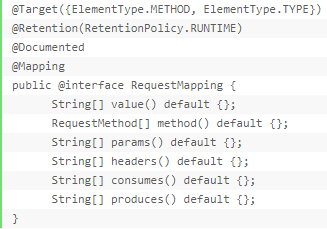 @Target({ElementType.METHOD, ElementType.TYPE})
@Retention(RetentionPolicy.RUNTIME)
@Documented
@Mapping
public @interface RequestMapping {
String[] value() default {};
RequestMethod[] method() default {};
String[] params() default {};
String[] headers() default {};
String[] consumes() default {};
String[] produces() default {};
}